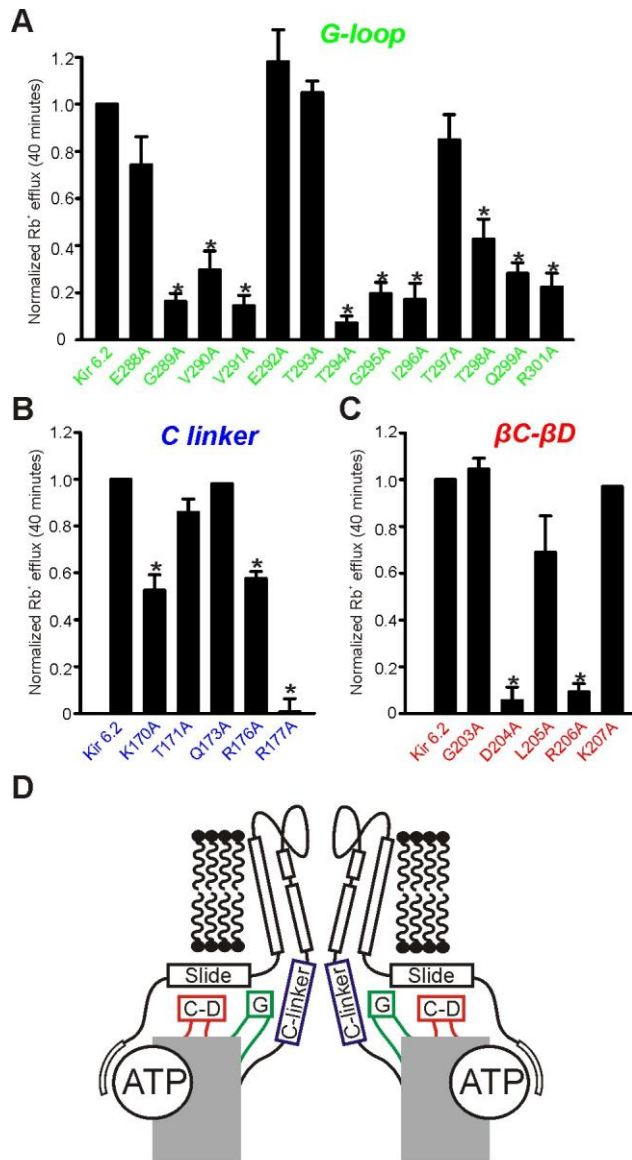 A
G-loop
Normalized Rb+ efflux (40 minutes)
1.2
1.0
0.8
0.6
0.4
0.2
0
* * * * * * * * *
Kir 6.2 E288A G289A V290A V291A E292A T293A T294A G295A I296A T297A T298A Q299A R301A
B
C linker
Normalized Rb+ efflux (40 minutes)
1.2
1.0
0.8
0.6
0.4
0.2
0
* * *
Kir 6.2 K170A T171A Q173A R176A R177A
C
βC-βD
Normalized Rb+ efflux (40 minutes)
1.2
1.0
0.8
0.6
0.4
0.2
0
* *
Kir 6.2 G203A D204A L205A R206A K207A
D
Slide C-linker C-linker Slide
C-D G G C-D
ATP ATP